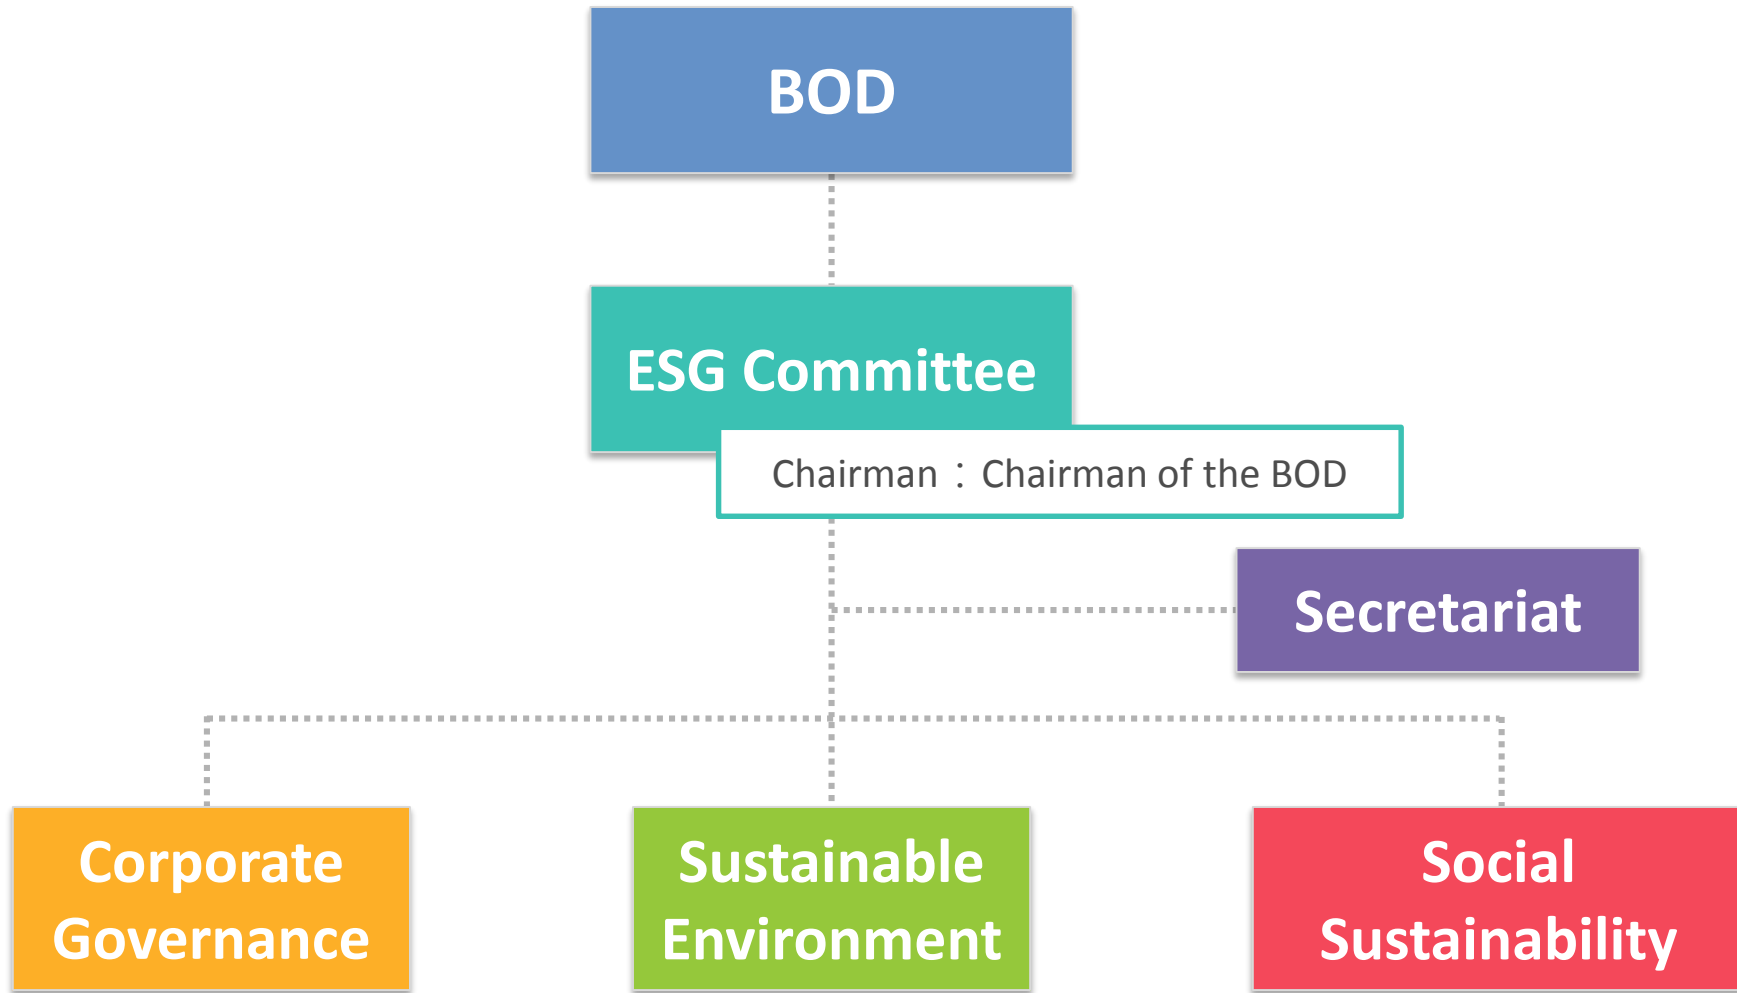 BOD
ESG Committee
Chairman：Chairman of the BOD
Secretariat
Corporate
Governance
Sustainable
Environment
Social
Sustainability